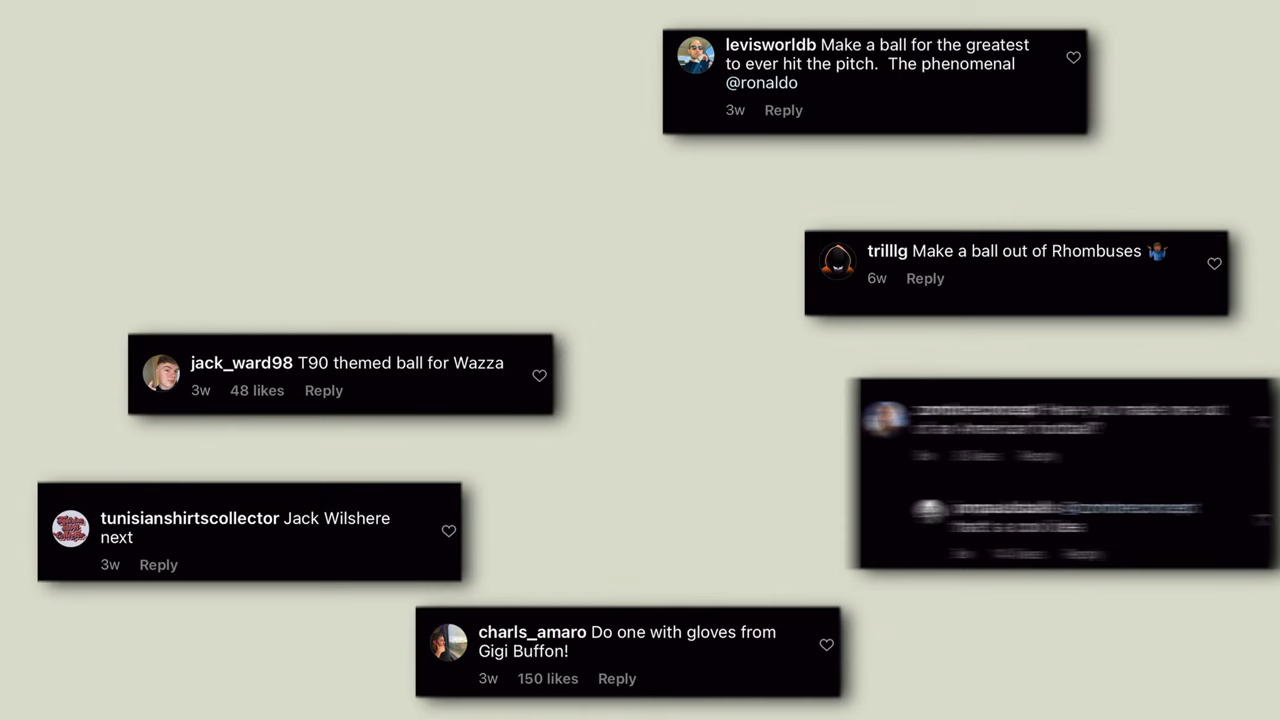 levisworldb Make a ball for the greatest
to ever hit the pitch. The phenomenal
@ronaldo
3w Reply
trilllg Make a ball out of Rhombuses 🤷🏾‍♂️
6w Reply
jack_ward98 T90 themed ball for Wazza
3w 48 likes Reply
tunisianshirtscollector Jack Wilshere
next
3w Reply
charls_amaro Do one with gloves from
Gigi Buffon!
3w 150 likes Reply